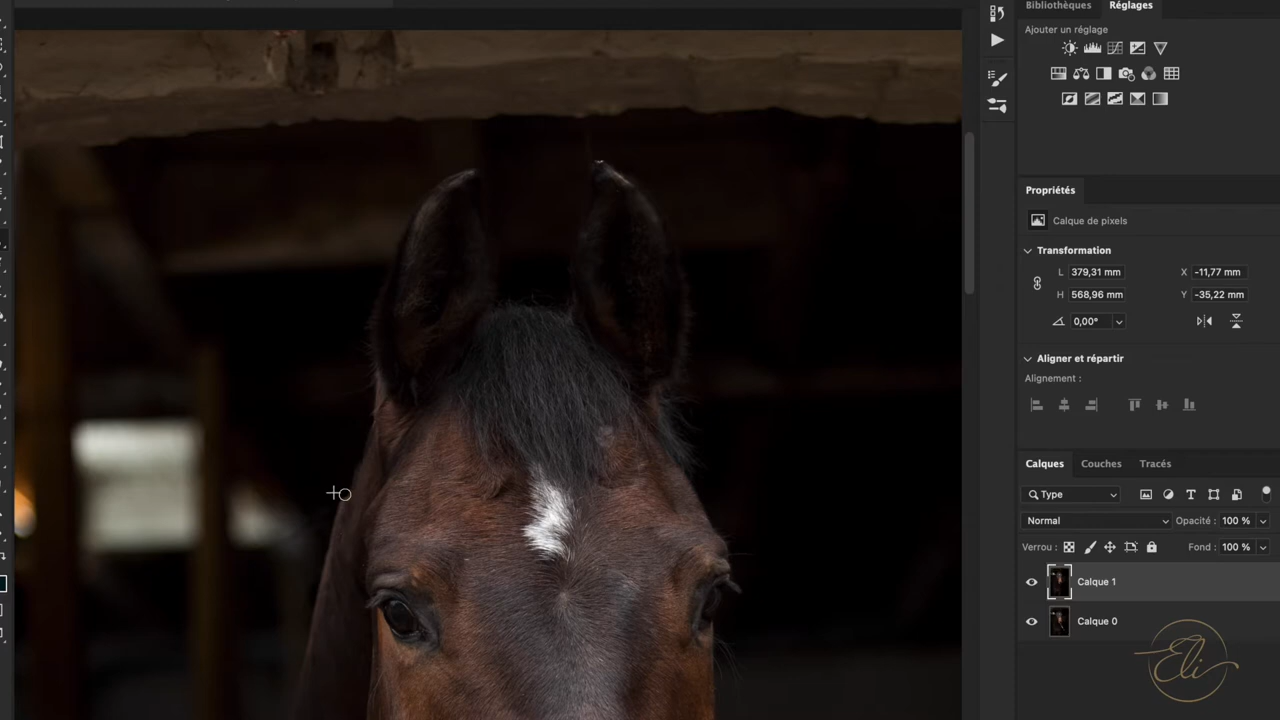 Bibliothèques Réglages
Ajouter un réglage
Propriétés
Calque de pixels
Transformation
L 379,31 mm X -11,77 mm
H 568,96 mm Y -35,22 mm
0,00°
Aligner et répartir
Alignement :
Calques Couches Tracés
Type
Normal Opacité : 100 %
Verrou : Fond : 100 %
Calque 1
Calque 0
Eli